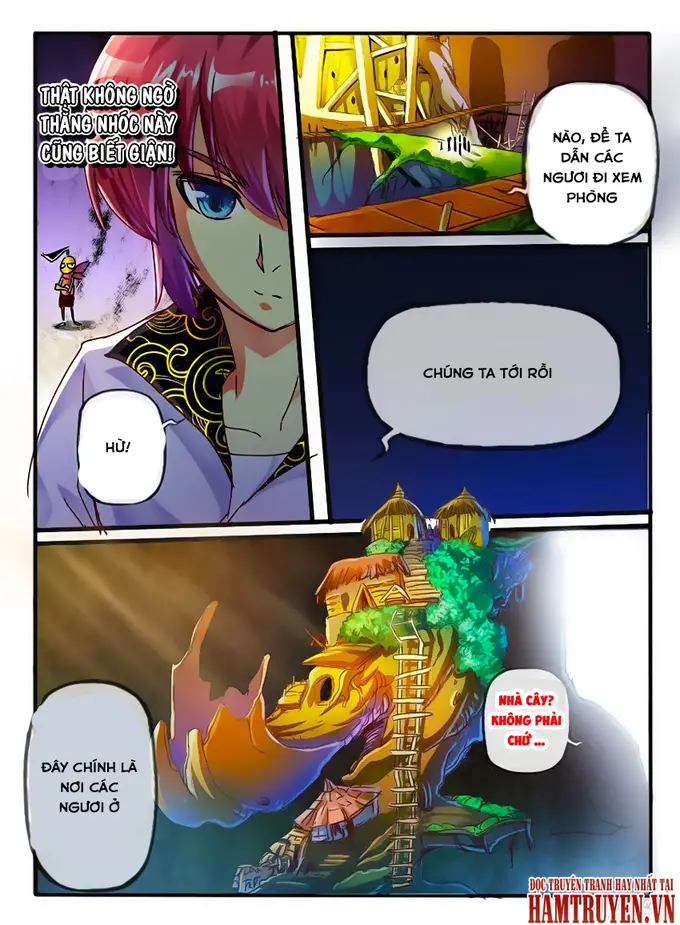 THẬT KHÔNG NGỜ
THẰNG NHÓC NÀY
CŨNG BIẾT GIẬN!
HỪ!
NÀO, ĐỂ TA
DẪN CÁC
NGƯƠI ĐI XEM
PHÒNG
CHÚNG TA TỚI RỒI
NHÀ CÂY?
KHÔNG PHẢI
CHỨ ...
ĐÂY CHÍNH LÀ
NƠI CÁC
NGƯƠI Ở
ĐỌC TRUYỆN TRANH HAY NHẤT TẠI
HAMTRUYEN.VN